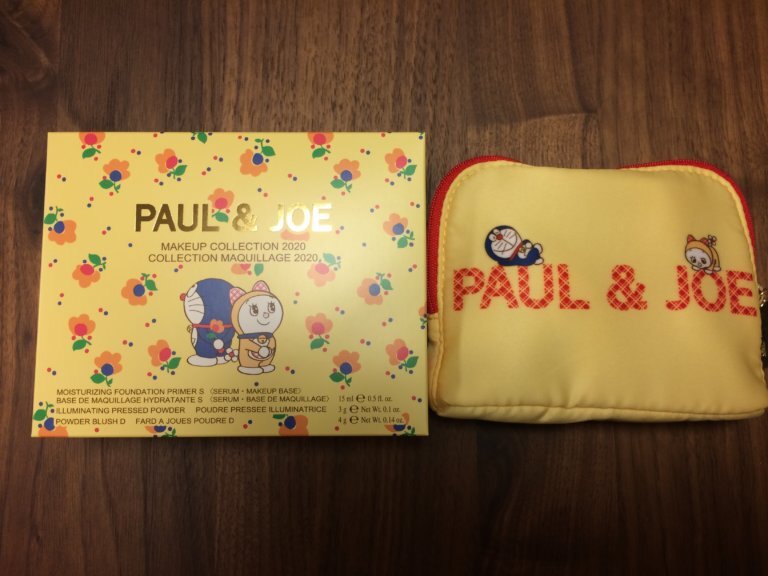 PAUL & JOE
MAKEUP COLLECTION 2020
COLLECTION MAQUILLAGE 2020
MOISTURIZING FOUNDATION PRIMER S 〈SERUM・MAKEUP BASE〉
BASE DE MAQUILLAGE HYDRATANTE S 〈SERUM・BASE DE MAQUILLAGE〉 15 ml ℮ 0.5 fl. oz.
ILLUMINATING PRESSED POWDER POUDRE PRESSEE ILLUMINATRICE 3 g ℮ Net Wt. 0.1 oz.
POWDER BLUSH D FARD A JOUES POUDRE D 4 g ℮ Net Wt. 0.14 oz.
PAUL & JOE